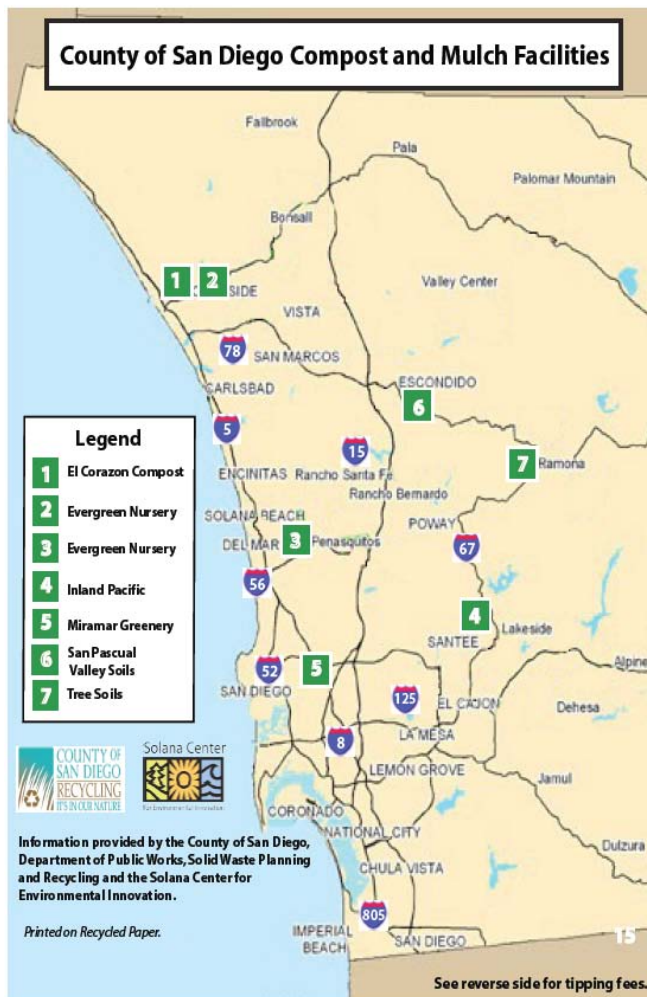 County of San Diego Compost and Mulch Facilities
Fallbrook
Pala
Palomar Mountain
Bonsall
1 2
SIDE
Valley Center
VISTA
78
SAN MARCOS
CARLSBAD
ESCONDIDO
6
5
15
7 Ramona
ENCINITAS Rancho Santa Fe
Rancho Bernardo
SOLANA BEACH
POWAY
DEL MAR 3 Penasquitos
67
56
4
Lakeside
SANTEE
52 5
Alpine
SAN DIEGO
125
EL CAJON
Dehesa
8
LA MESA
LEMON GROVE
Jamul
CORONADO
NATIONAL CITY
Dulzura
CHULA VISTA
805
IMPERIAL
BEACH
SAN DIEGO
15
Legend
1 El Corazon Compost
2 Evergreen Nursery
3 Evergreen Nursery
4 Inland Pacific
5 Miramar Greenery
6 San Pascual
Valley Soils
7 Tree Soils
COUNTY OF
SAN DIEGO
RECYCLING
IT'S IN OUR NATURE
Solana Center
For Environmental Innovation
Information provided by the County of San Diego,
Department of Public Works, Solid Waste Planning
and Recycling and the Solana Center for
Environmental Innovation.
Printed on Recycled Paper.
See reverse side for tipping fees.